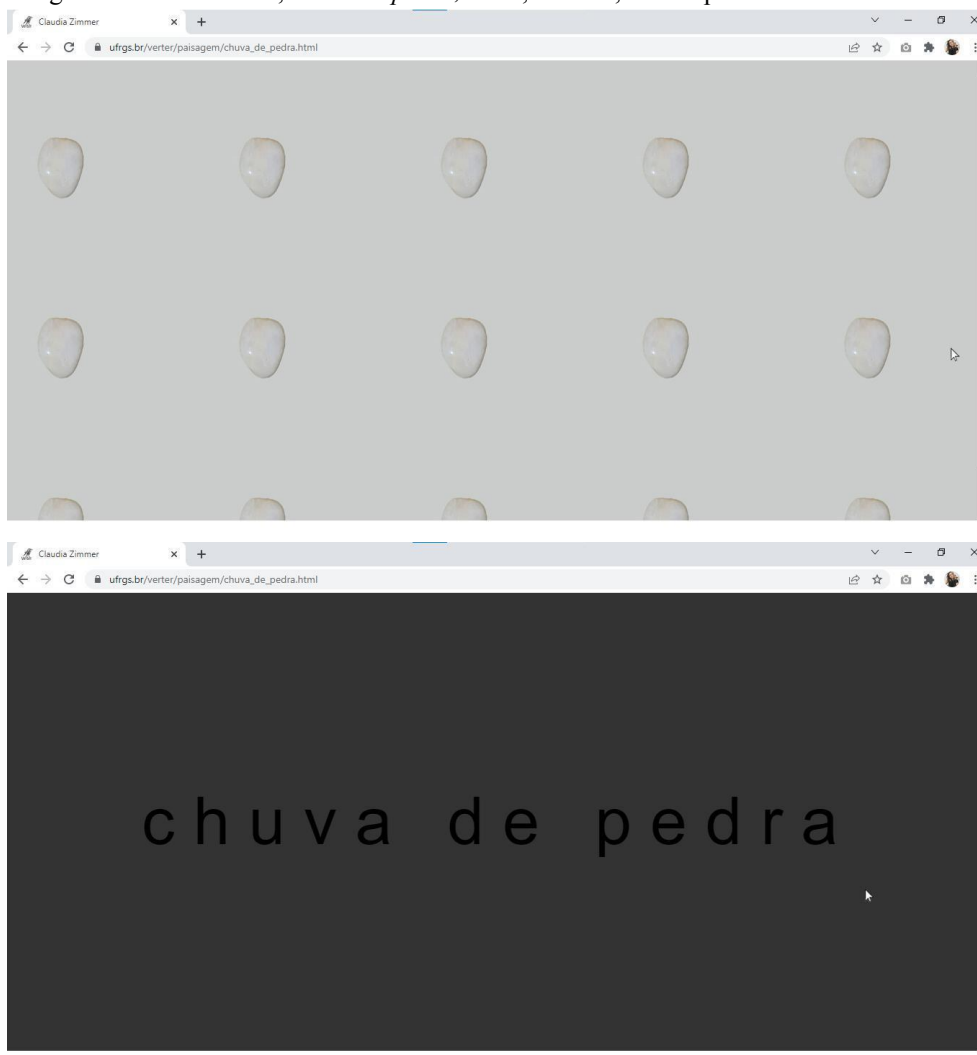 Claudia Zimmer
ufrgs.br/verter/paisagem/chuva_de_pedra.html
Claudia Zimmer
ufrgs.br/verter/paisagem/chuva_de_pedra.html
chuva de pedra